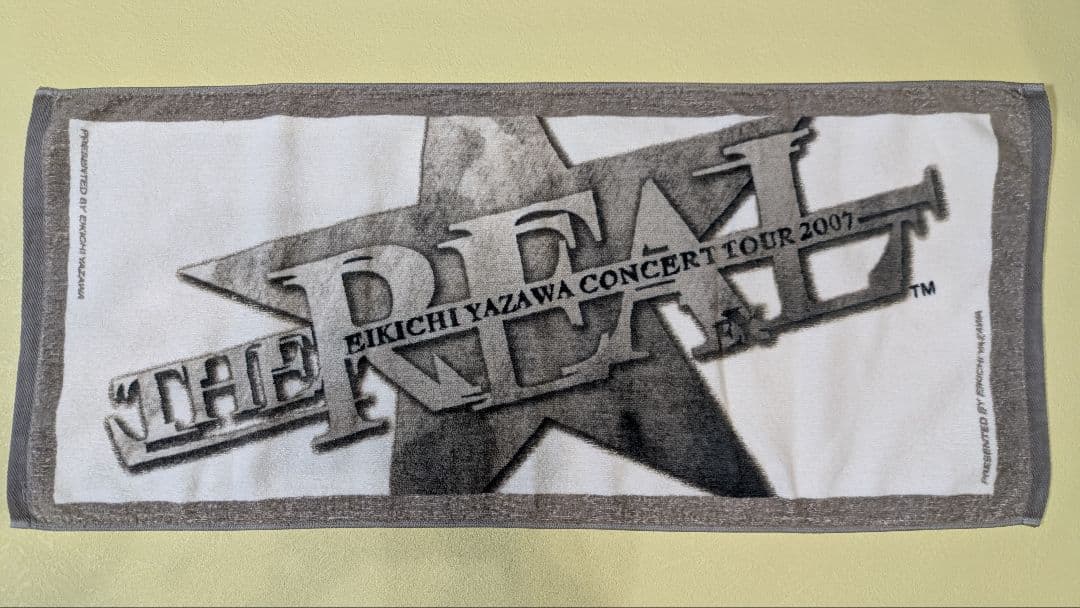 PRESENTED BY EIKICHI YAZAWA
THE REAL
EIKICHI YAZAWA CONCERT TOUR 2007
E.Y
TM
PRESENTED BY EIKICHI YAZAWA